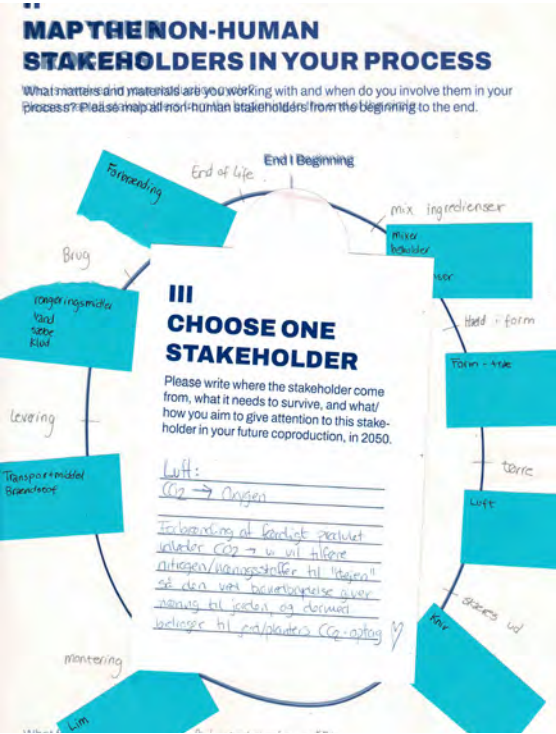 II
MAP THE NON-HUMAN
STAKEHOLDERS IN YOUR PROCESS
What matters and materials are you working with and when do you involve them in your
process? Please map all non-human stakeholders from the beginning to the end.
End I Beginning
End of Life
Forbrænding
mix ingredienser
mixer
beholder
Brug
rengøringsmidler
Vand
sæbe
Klud
Hæld i form
Form - træ
Levering
Transportmiddel
Brændstof
tørre
Luft
skæres ud
Kniv
montering
Lim
III
CHOOSE ONE
STAKEHOLDER
Please write where the stakeholder come
from, what it needs to survive, and what/
how you aim to give attention to this stake-
holder in your future coproduction, in 2050.
Luft:
CO2 → Oxygen
Forbrænding af færdigt produkt
udleder CO2 → vi vil tilføre
nitrogen/næringsstoffer til
så den ved giver
næring til jorden, og dermed
CO2-optag ♡